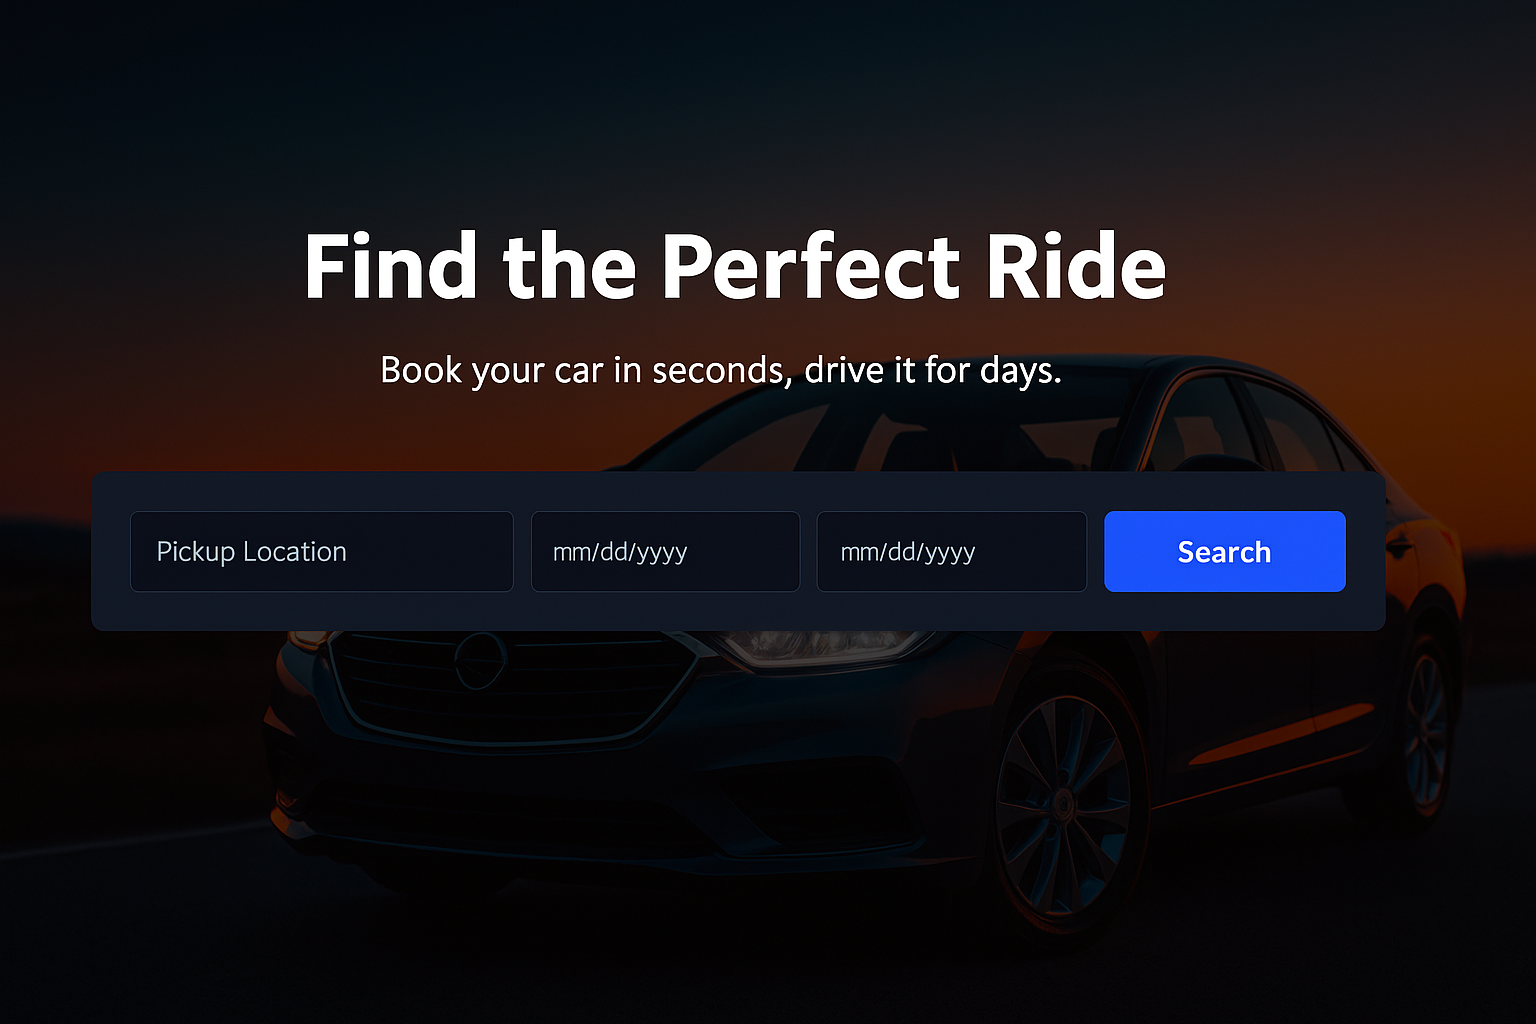 Find the Perfect Ride
Book your car in seconds, drive it for days.
Pickup Location
mm/dd/yyyy
mm/dd/yyyy
Search